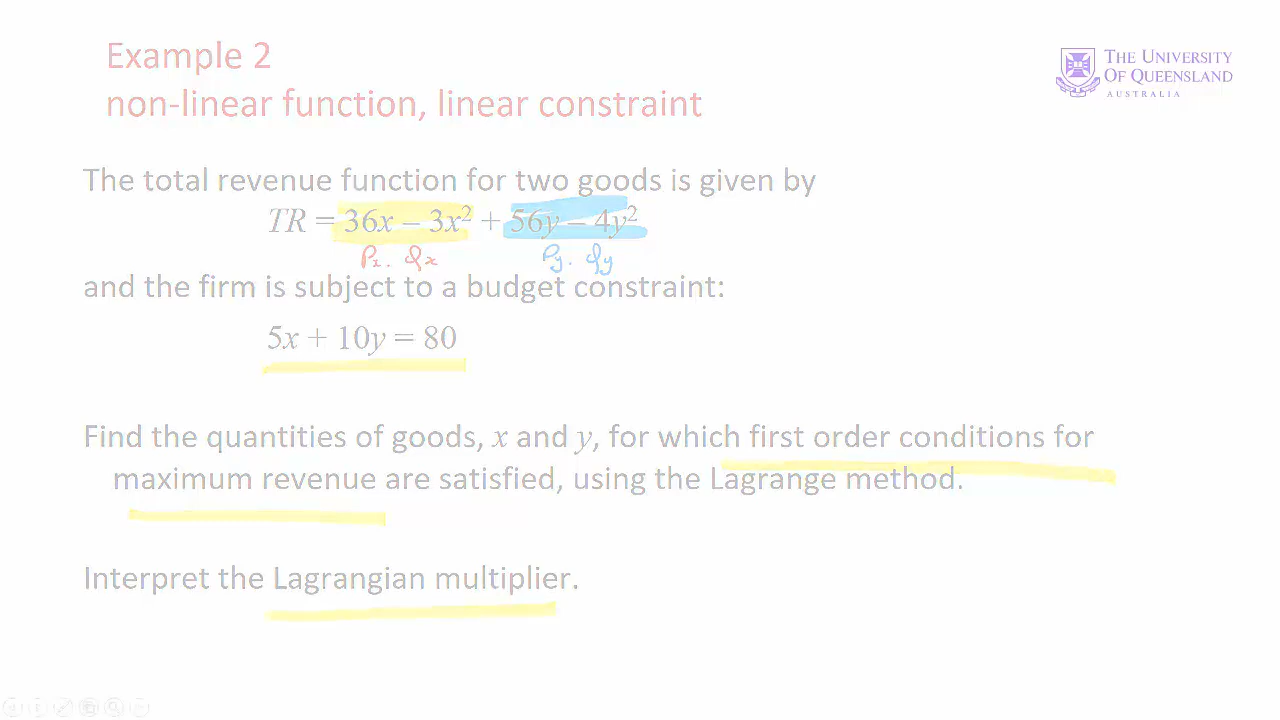 Example 2
non-linear function, linear constraint
THE UNIVERSITY
OF QUEENSLAND
AUSTRALIA
The total revenue function for two goods is given by
TR = 36x – 3x² + 56y – 4y²
Px. Qx Py. Qy
and the firm is subject to a budget constraint:
5x + 10y = 80
Find the quantities of goods, x and y, for which first order conditions for
maximum revenue are satisfied, using the Lagrange method.
Interpret the Lagrangian multiplier.